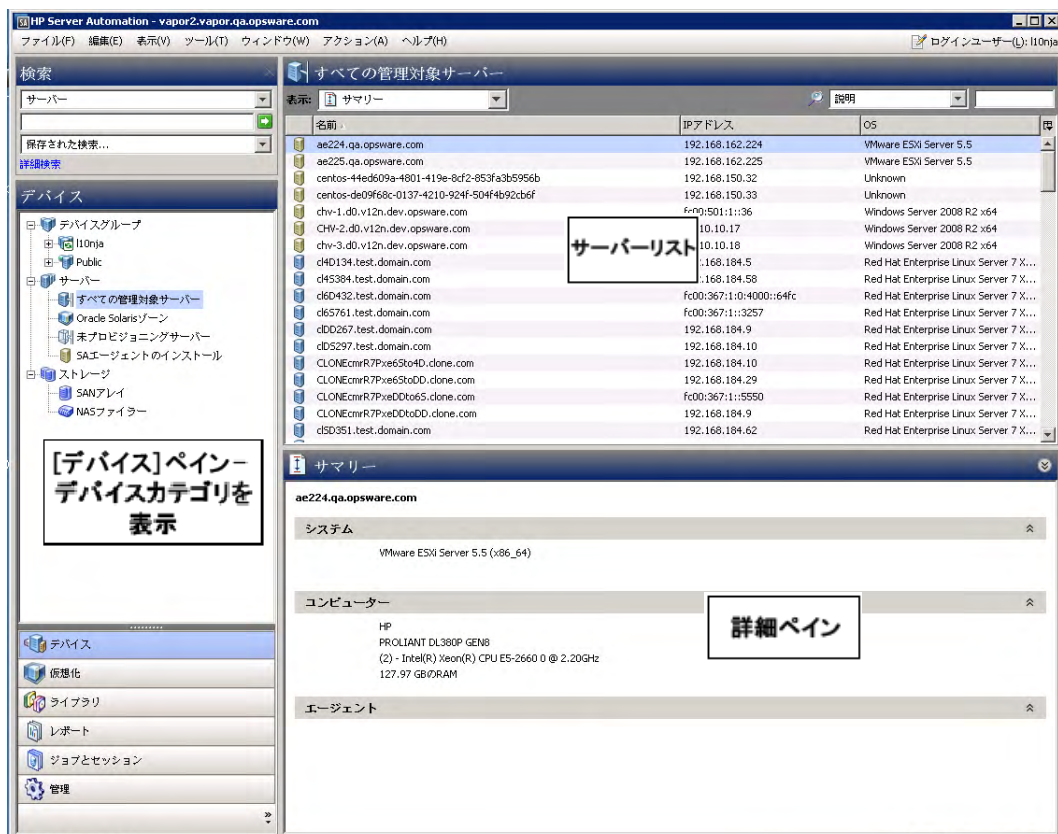 HP Server Automation - vapor2.vapor.qa.opsware.com
ファイル(F) 編集(E) 表示(V) ツール(T) ウィンドウ(W) アクション(A) ヘルプ(H) ログインユーザー(L): l10nja
検索
サーバー
保存された検索...
詳細検索
デバイス
デバイスグループ
l10nja
Public
サーバー
すべての管理対象サーバー
Oracle Solarisゾーン
未プロビジョニングサーバー
SAエージェントのインストール
ストレージ
SANアレイ
NASファイラー
[デバイス]ペイン-
デバイスカテゴリを
表示
デバイス
仮想化
ライブラリ
レポート
ジョブとセッション
管理
すべての管理対象サーバー
表示: サマリー 説明
名前 IPアドレス OS
ae224.qa.opsware.com 192.168.162.224 VMware ESXi Server 5.5
ae225.qa.opsware.com 192.168.162.225 VMware ESXi Server 5.5
centos-44ed609a-4801-419e-8cf2-853fa3b5956b 192.168.150.32 Unknown
centos-de09f68c-0137-4210-924f-504f4b92cb6f 192.168.150.33 Unknown
chv-1.d0.v12n.dev.opsware.com fc00:501:1::36 Windows Server 2008 R2 x64
CHV-2.d0.v12n.dev.opsware.com 10.10.17 Windows Server 2008 R2 x64
chv-3.d0.v12n.dev.opsware.com 10.10.18 Windows Server 2008 R2 x64
cl4D134.test.domain.com .168.184.5 Red Hat Enterprise Linux Server 7 X...
cl4S384.test.domain.com .168.184.58 Red Hat Enterprise Linux Server 7 X...
cl6D432.test.domain.com fc00:367:1:0:4000::64fc Red Hat Enterprise Linux Server 7 X...
cl6S761.test.domain.com fc00:367:1::3257 Red Hat Enterprise Linux Server 7 X...
clDD267.test.domain.com 192.168.184.9 Red Hat Enterprise Linux Server 7 X...
clDS297.test.domain.com 192.168.184.10 Red Hat Enterprise Linux Server 7 X...
CLONEcmrR7Pxe6Sto4D.clone.com 192.168.184.10 Red Hat Enterprise Linux Server 7 X...
CLONEcmrR7Pxe6StoDD.clone.com 192.168.184.29 Red Hat Enterprise Linux Server 7 X...
CLONEcmrR7PxeDDto6S.clone.com fc00:367:1::5550 Red Hat Enterprise Linux Server 7 X...
CLONEcmrR7PxeDDtoDD.clone.com 192.168.184.9 Red Hat Enterprise Linux Server 7 X...
clSD351.test.domain.com 192.168.184.62 Red Hat Enterprise Linux Server 7 X...
サーバーリスト
サマリー
ae224.qa.opsware.com
システム
VMware ESXi Server 5.5 (x86_64)
コンピューター
HP
PROLIANT DL380P GEN8
(2) - Intel(R) Xeon(R) CPU E5-2660 0 @ 2.20GHz
127.97 GBのRAM
詳細ペイン
エージェント